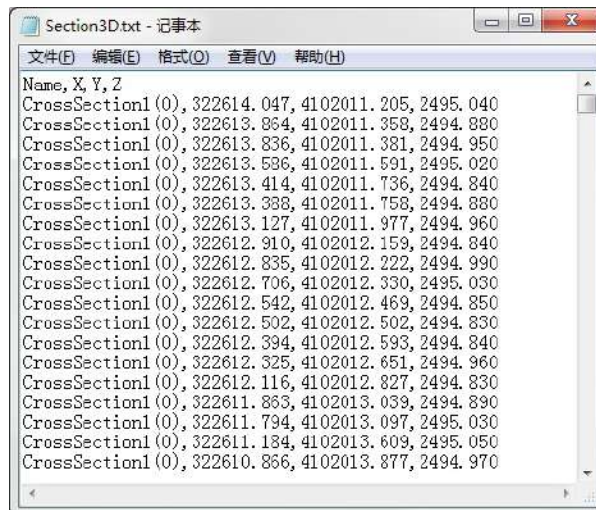 Section3D.txt - 记事本
文件(F) 编辑(E) 格式(O) 查看(V) 帮助(H)
Name,X,Y,Z
CrossSection1(0),322614.047,4102011.205,2495.040
CrossSection1(0),322613.864,4102011.358,2494.880
CrossSection1(0),322613.836,4102011.381,2494.950
CrossSection1(0),322613.586,4102011.591,2495.020
CrossSection1(0),322613.414,4102011.736,2494.840
CrossSection1(0),322613.388,4102011.758,2494.880
CrossSection1(0),322613.127,4102011.977,2494.960
CrossSection1(0),322612.910,4102012.159,2494.840
CrossSection1(0),322612.835,4102012.222,2494.990
CrossSection1(0),322612.706,4102012.330,2495.030
CrossSection1(0),322612.542,4102012.469,2494.850
CrossSection1(0),322612.502,4102012.502,2494.830
CrossSection1(0),322612.394,4102012.593,2494.840
CrossSection1(0),322612.325,4102012.651,2494.960
CrossSection1(0),322612.116,4102012.827,2494.830
CrossSection1(0),322611.863,4102013.039,2494.890
CrossSection1(0),322611.794,4102013.097,2495.030
CrossSection1(0),322611.184,4102013.609,2495.050
CrossSection1(0),322610.866,4102013.877,2494.970